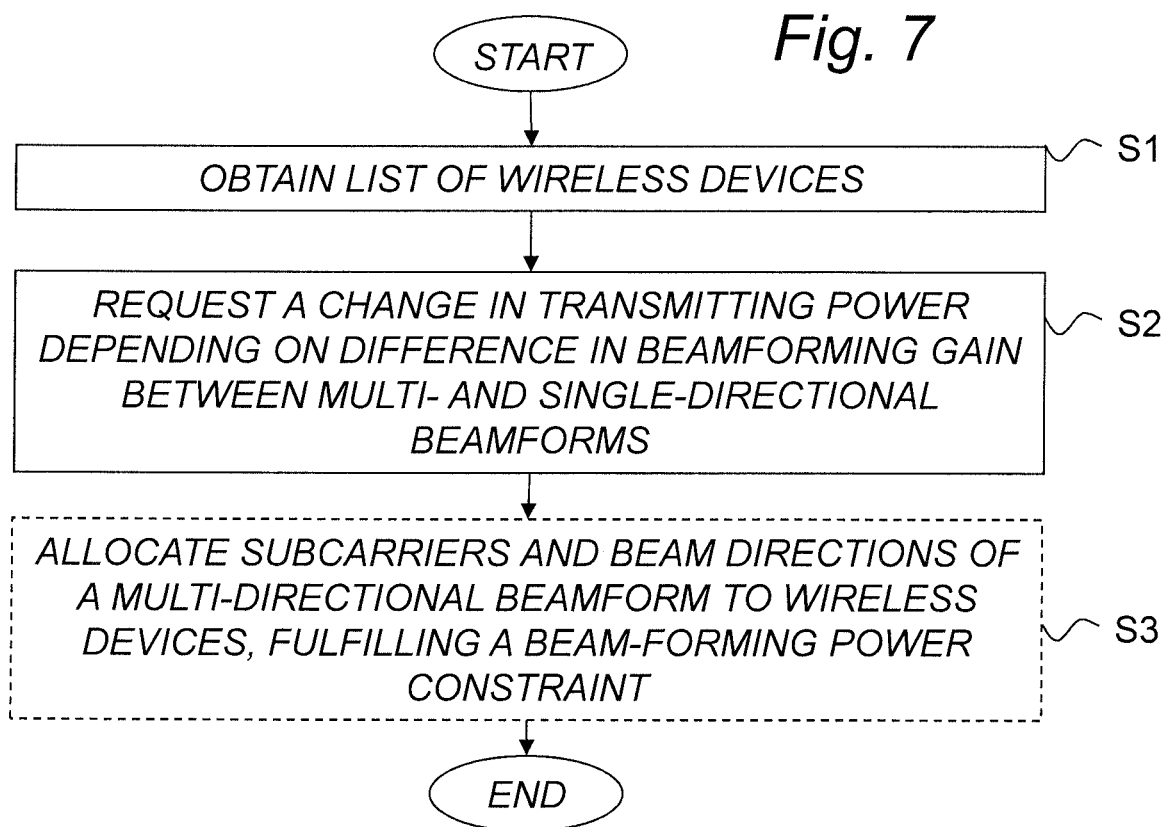 Fig. 7
START
OBTAIN LIST OF WIRELESS DEVICES
S1
REQUEST A CHANGE IN TRANSMITTING POWER
DEPENDING ON DIFFERENCE IN BEAMFORMING GAIN
BETWEEN MULTI- AND SINGLE-DIRECTIONAL
BEAMFORMS
S2
ALLOCATE SUBCARRIERS AND BEAM DIRECTIONS OF
A MULTI-DIRECTIONAL BEAMFORM TO WIRELESS
DEVICES, FULFILLING A BEAM-FORMING POWER
CONSTRAINT
S3
END